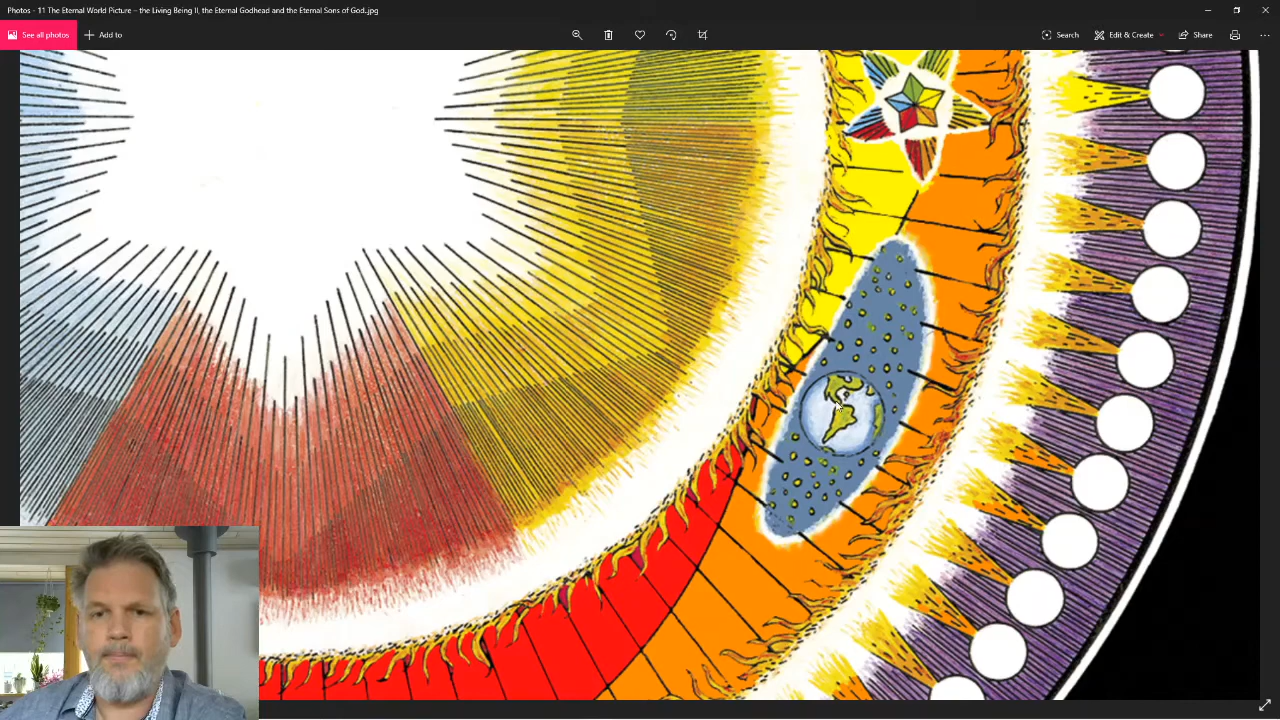 Photos - 11 The Eternal World Picture – the Living Being II, the Eternal Godhead and the Eternal Sons of God..jpg
See all photos
Add to
Search
Edit & Create
Share